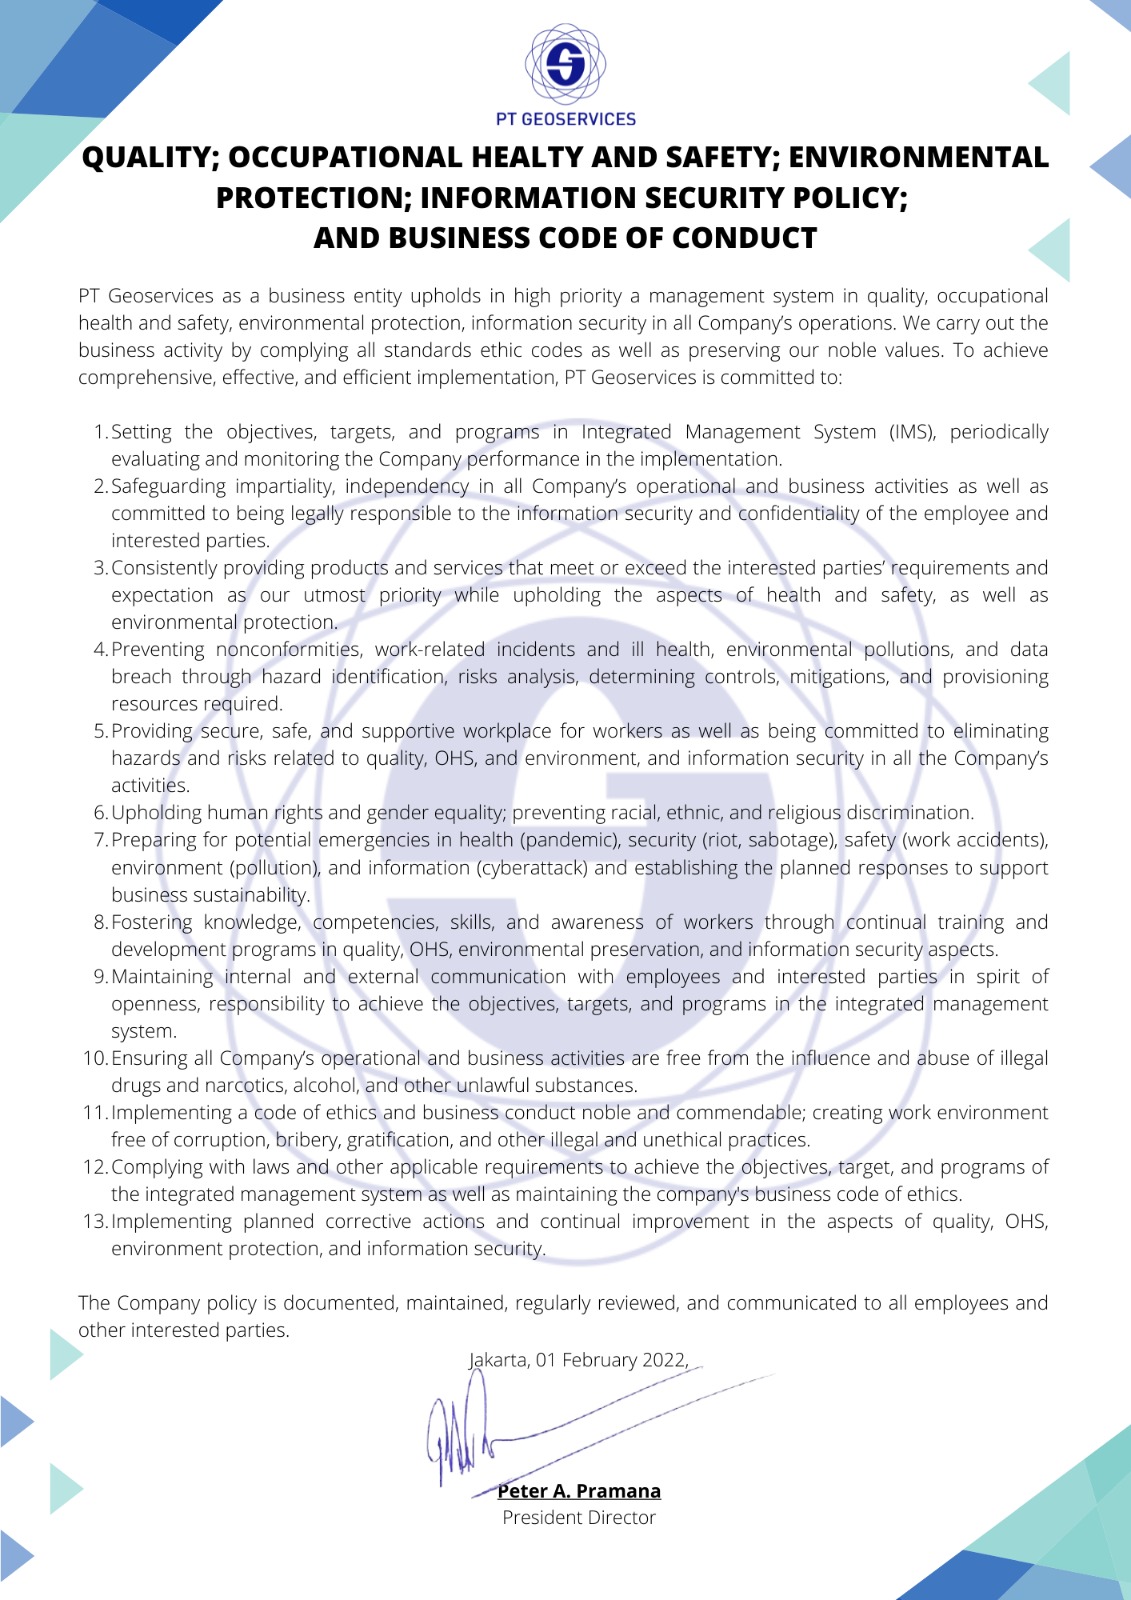 PT GEOSERVICES
QUALITY; OCCUPATIONAL HEALTY AND SAFETY; ENVIRONMENTAL
PROTECTION; INFORMATION SECURITY POLICY;
AND BUSINESS CODE OF CONDUCT
PT Geoservices as a business entity upholds in high priority a management system in quality, occupational
health and safety, environmental protection, information security in all Company’s operations. We carry out the
business activity by complying all standards ethic codes as well as preserving our noble values. To achieve
comprehensive, effective, and efficient implementation, PT Geoservices is committed to:
1. Setting the objectives, targets, and programs in Integrated Management System (IMS), periodically
evaluating and monitoring the Company performance in the implementation.
2. Safeguarding impartiality, independency in all Company’s operational and business activities as well as
committed to being legally responsible to the information security and confidentiality of the employee and
interested parties.
3. Consistently providing products and services that meet or exceed the interested parties’ requirements and
expectation as our utmost priority while upholding the aspects of health and safety, as well as
environmental protection.
4. Preventing nonconformities, work-related incidents and ill health, environmental pollutions, and data
breach through hazard identification, risks analysis, determining controls, mitigations, and provisioning
resources required.
5. Providing secure, safe, and supportive workplace for workers as well as being committed to eliminating
hazards and risks related to quality, OHS, and environment, and information security in all the Company’s
activities.
6. Upholding human rights and gender equality; preventing racial, ethnic, and religious discrimination.
7. Preparing for potential emergencies in health (pandemic), security (riot, sabotage), safety (work accidents),
environment (pollution), and information (cyberattack) and establishing the planned responses to support
business sustainability.
8. Fostering knowledge, competencies, skills, and awareness of workers through continual training and
development programs in quality, OHS, environmental preservation, and information security aspects.
9. Maintaining internal and external communication with employees and interested parties in spirit of
openness, responsibility to achieve the objectives, targets, and programs in the integrated management
system.
10. Ensuring all Company’s operational and business activities are free from the influence and abuse of illegal
drugs and narcotics, alcohol, and other unlawful substances.
11. Implementing a code of ethics and business conduct noble and commendable; creating work environment
free of corruption, bribery, gratification, and other illegal and unethical practices.
12. Complying with laws and other applicable requirements to achieve the objectives, target, and programs of
the integrated management system as well as maintaining the company's business code of ethics.
13. Implementing planned corrective actions and continual improvement in the aspects of quality, OHS,
environment protection, and information security.
The Company policy is documented, maintained, regularly reviewed, and communicated to all employees and
other interested parties.
Jakarta, 01 February 2022,
Peter A. Pramana
President Director